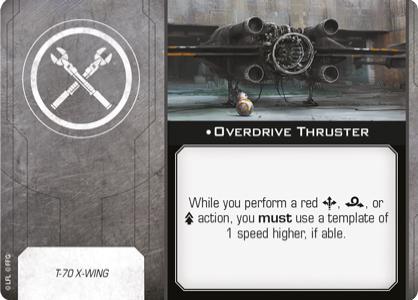 • OVERDRIVE THRUSTER
While you perform a red , , or
action, you must use a template of
1 speed higher, if able.
T-70 X-WING
© LFL © FFG